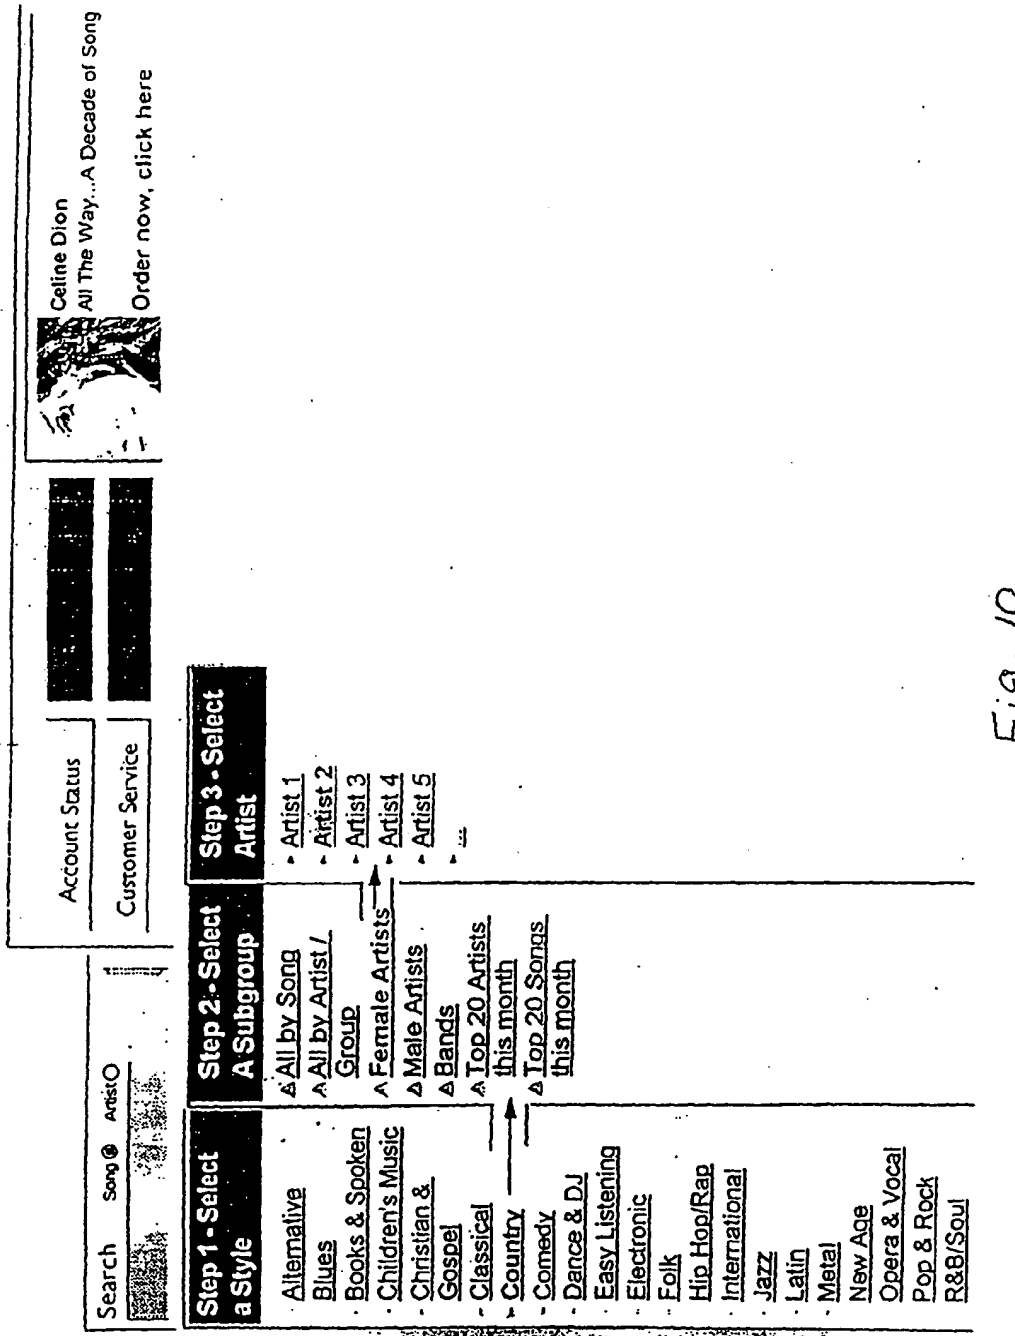 Search Song Artist
Account Status
Customer Service
Celine Dion
All The Way...A Decade of Song
Order now, click here
Step 1 - Select
a Style
Alternative
Blues
Books & Spoken
Children's Music
Christian &
Gospel
Classical
Country
Comedy
Dance & DJ
Easy Listening
Electronic
Folk
Hip Hop/Rap
International
Jazz
Latin
Metal
New Age
Opera & Vocal
Pop & Rock
R&B/Soul
Step 2 - Select
A Subgroup
All by Song
All by Artist /
Group
Female Artists
Male Artists
Bands
Top 20 Artists
this month
Top 20 Songs
this month
Step 3 - Select
Artist
Artist 1
Artist 2
Artist 3
Artist 4
Artist 5
...
Fig. 10